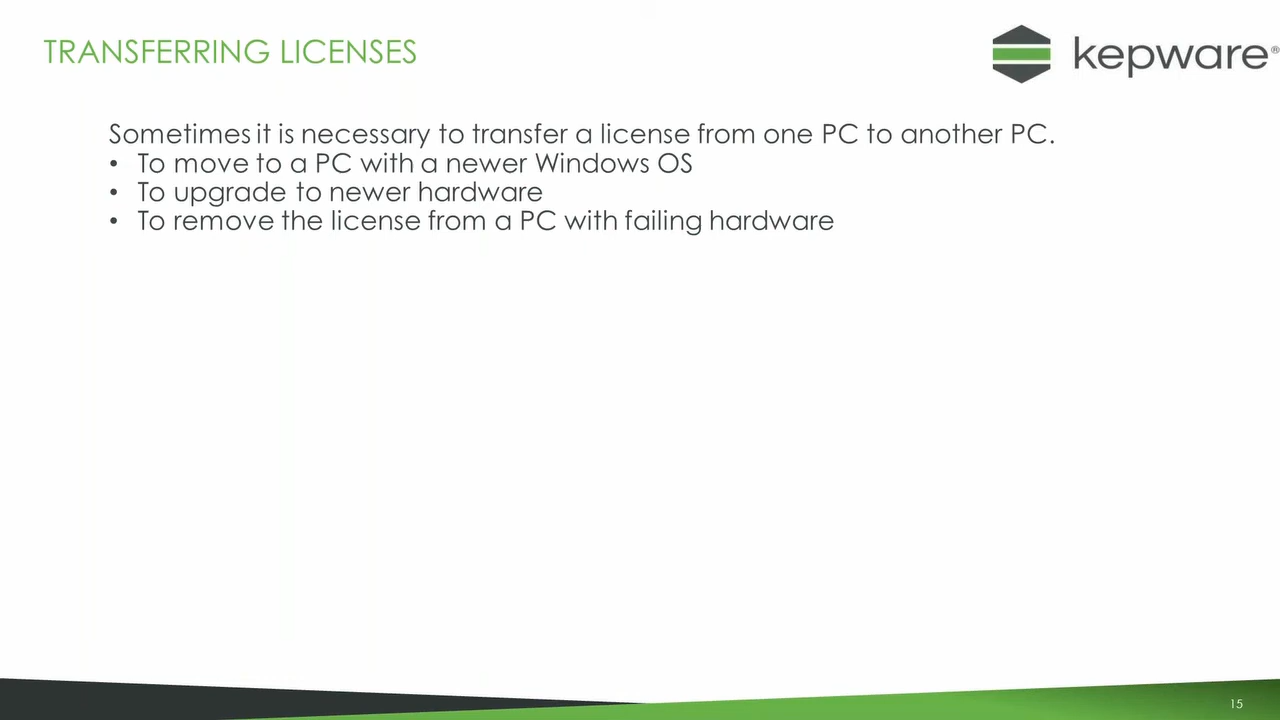 TRANSFERRING LICENSES
kepware®
Sometimes it is necessary to transfer a license from one PC to another PC.
• To move to a PC with a newer Windows OS
• To upgrade to newer hardware
• To remove the license from a PC with failing hardware
15